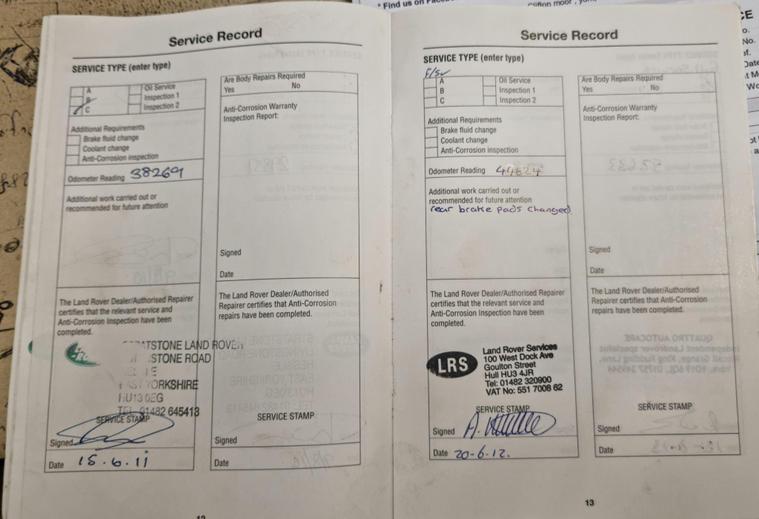 * Find us on
Service Record
SERVICE TYPE (enter type)
A
B
C
Oil Service
Inspection 1
Inspection 2
Additional Requirements
Brake fluid change
Coolant change
Anti-Corrosion inspection
Odometer Reading 38269
Additional work carried out or
recommended for future attention
The Land Rover Dealer/Authorised
Repairer certifies that the relevant
service and
Anti-Corrosion Inspection have been
completed.
STONE LAND ROVER
STONE ROAD
YORKSHIRE
HU13 0EG
TEL 01482 645413
SERVICE STAMP
Signed
Date 15.6.11
Are Body Repairs Required
Yes No
Anti-Corrosion Warranty
Inspection Report:
Signed
Date
The Land Rover Dealer/Authorised
Repairer certifies that Anti-Corrosion
repairs have been completed.
SERVICE STAMP
Signed
Date
Service Record
SERVICE TYPE (enter type)
A
B
C
Oil Service
Inspection 1
Inspection 2
Additional Requirements
Brake fluid change
Coolant change
Anti-Corrosion inspection
Odometer Reading 44624
Additional work carried out or
recommended for future attention
rear brake pads changed
The Land Rover Dealer/Authorised Repairer
certifies that the relevant service and
Anti-Corrosion Inspection have been
completed.
LRS
Land Rover Services
100 West Dock Ave
Goulton Street
Hull HU3 4JR
Tel: 01482 320900
VAT No: 551 7008 62
SERVICE STAMP
Signed
Date 20-6-12.
Are Body Repairs Required
Yes No
Anti-Corrosion Warranty
Inspection Report:
Signed
Date
The Land Rover Dealer/Authorised
Repairer certifies that Anti-Corrosion
repairs have been completed.
SERVICE STAMP
Signed
Date
13